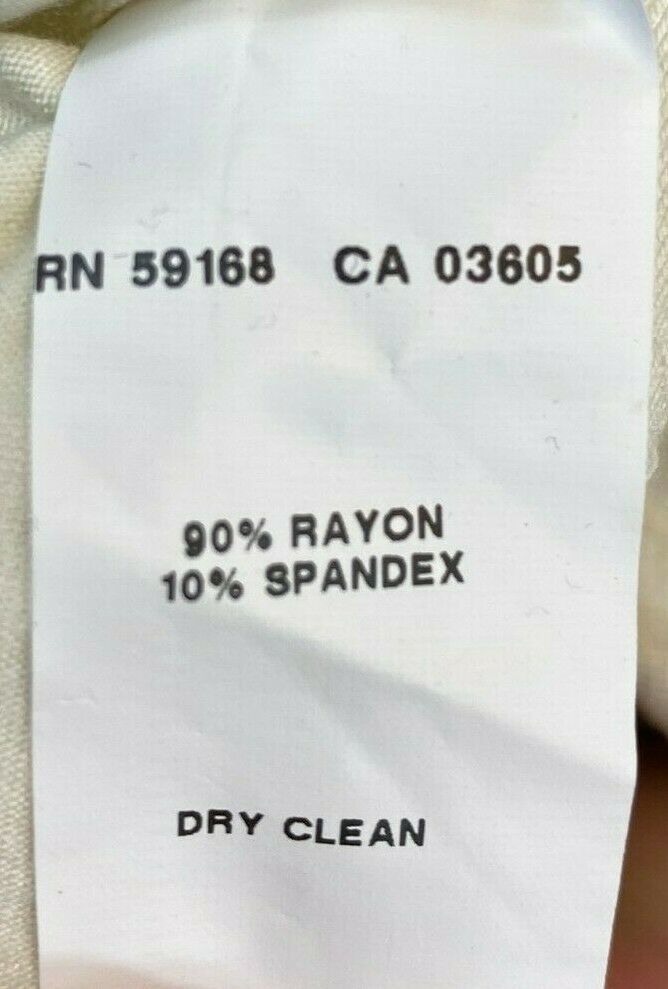 RN 59168 CA 03605
90% RAYON
10% SPANDEX
DRY CLEAN